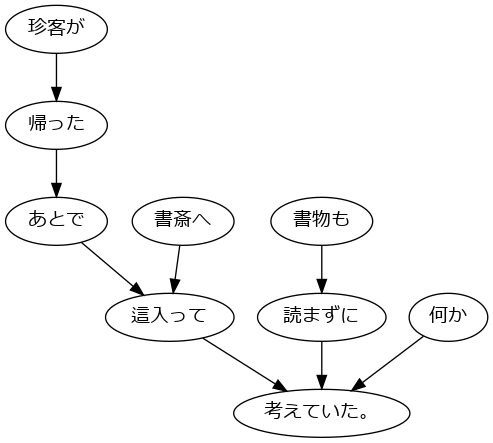 珍客が
帰った
あとで
書斎へ
書物も
這入って
読まずに
何か
考えていた。